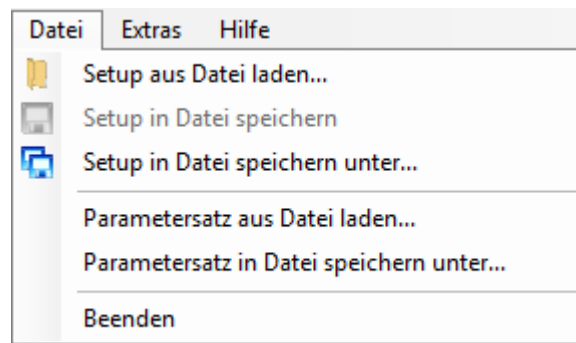 Datei Extras Hilfe
Setup aus Datei laden...
Setup in Datei speichern
Setup in Datei speichern unter...
Parametersatz aus Datei laden...
Parametersatz in Datei speichern unter...
Beenden